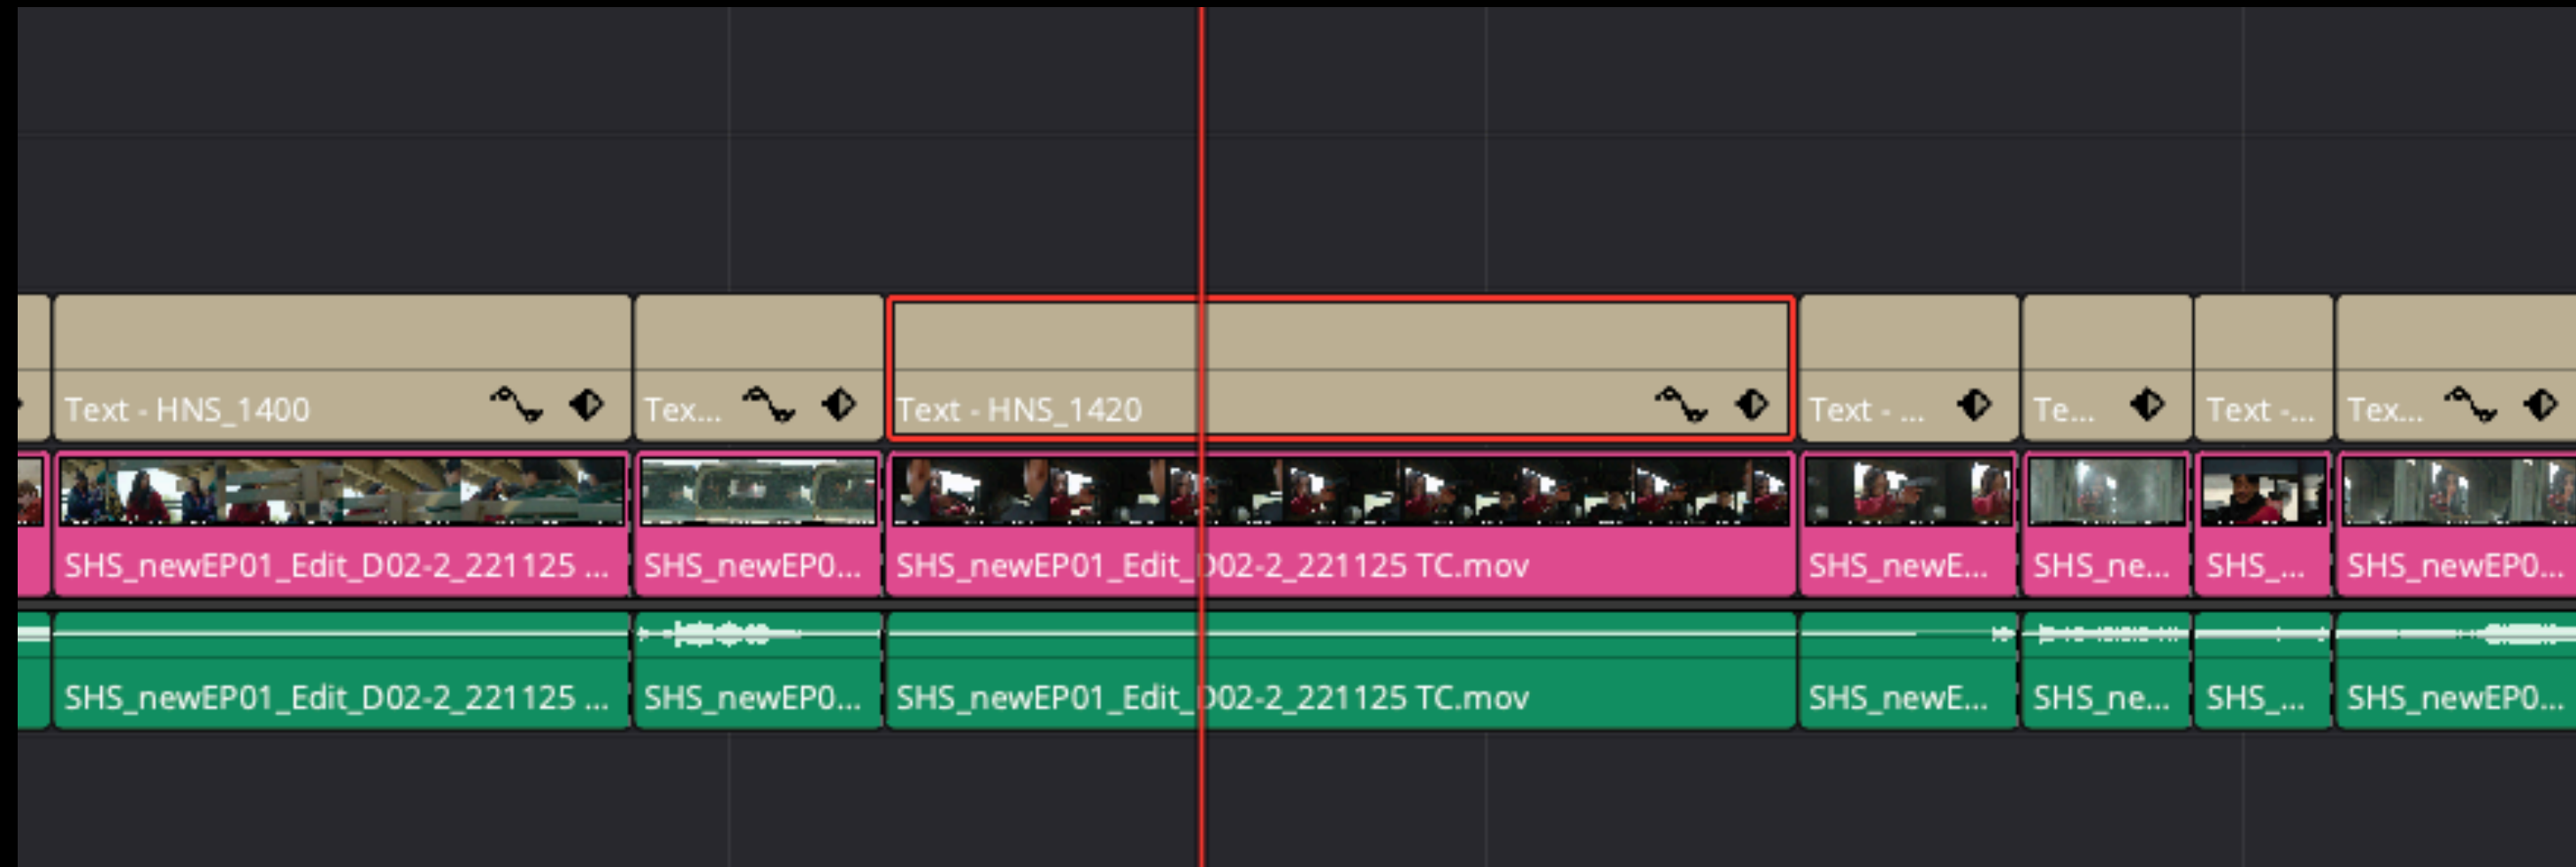 Text - HNS_1400
Tex...
Text - HNS_1420
Text - ...
Te...
Text -...
Tex...
SHS_newEP01_Edit_D02-2_221125 ...
SHS_newEP0...
SHS_newEP01_Edit_D02-2_221125 TC.mov
SHS_newE...
SHS_ne...
SHS_...
SHS_newEP0...
SHS_newEP01_Edit_D02-2_221125 ...
SHS_newEP0...
SHS_newEP01_Edit_D02-2_221125 TC.mov
SHS_newE...
SHS_ne...
SHS_...
SHS_newEP0...